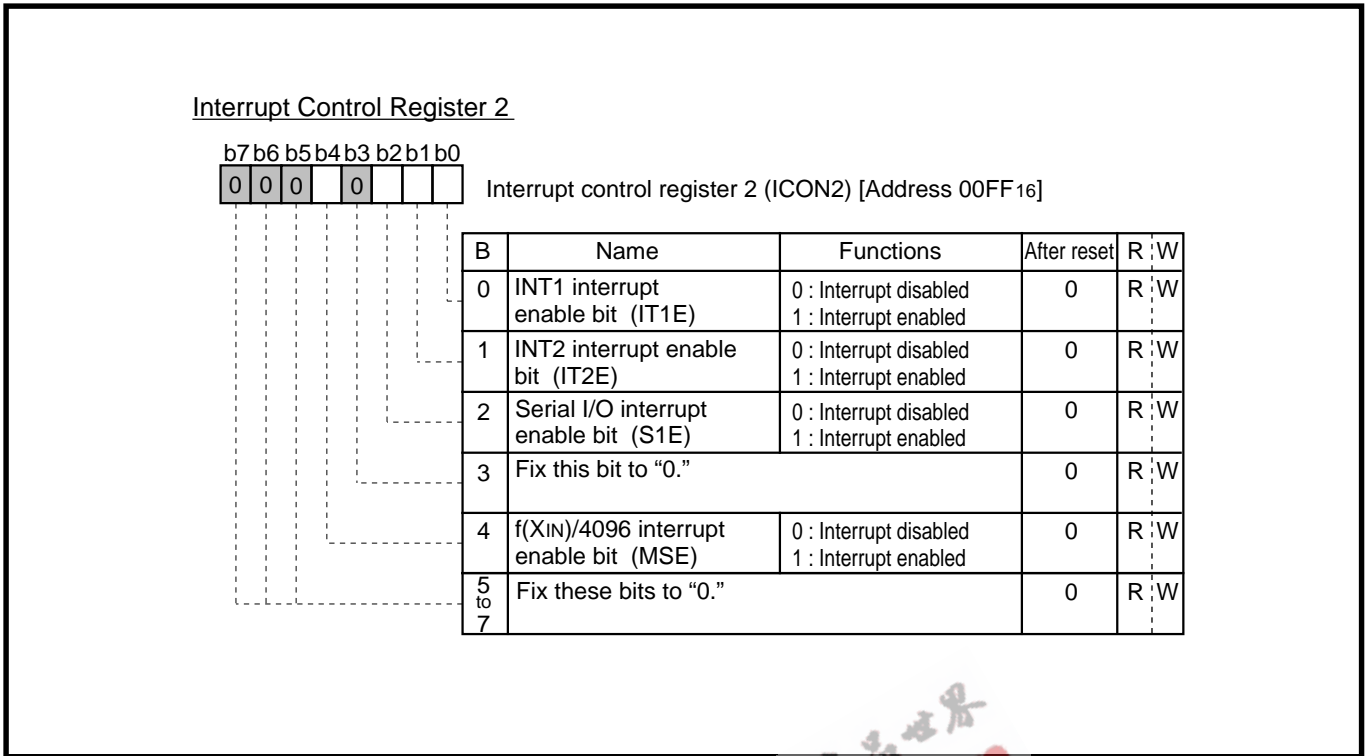 Interrupt Control Register 2
b7 b6 b5 b4 b3 b2 b1 b0
0 0 0 0
Interrupt control register 2 (ICON2) [Address 00FF16]
B Name Functions After reset R W
0 INT1 interrupt 0 : Interrupt disabled 0 R W
enable bit (IT1E) 1 : Interrupt enabled
1 INT2 interrupt enable 0 : Interrupt disabled 0 R W
bit (IT2E) 1 : Interrupt enabled
2 Serial I/O interrupt 0 : Interrupt disabled 0 R W
enable bit (S1E) 1 : Interrupt enabled
3 Fix this bit to “0.” 0 R W
4 f(XIN)/4096 interrupt 0 : Interrupt disabled 0 R W
enable bit (MSE) 1 : Interrupt enabled
5 to 7 Fix these bits to “0.” 0 R W